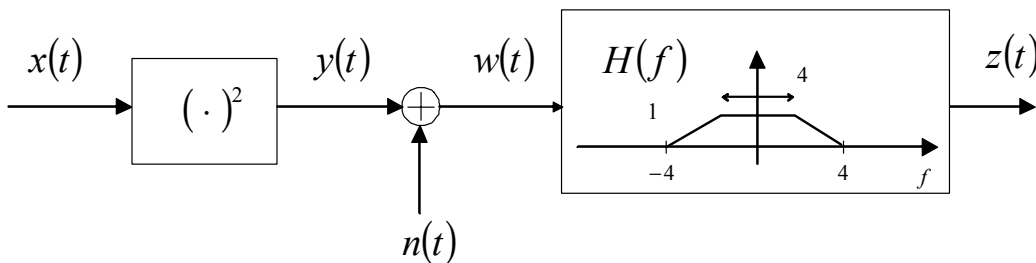 x(t)
( · )²
y(t)
n(t)
w(t)
H(f)
4
1
−4
4
f
z(t)